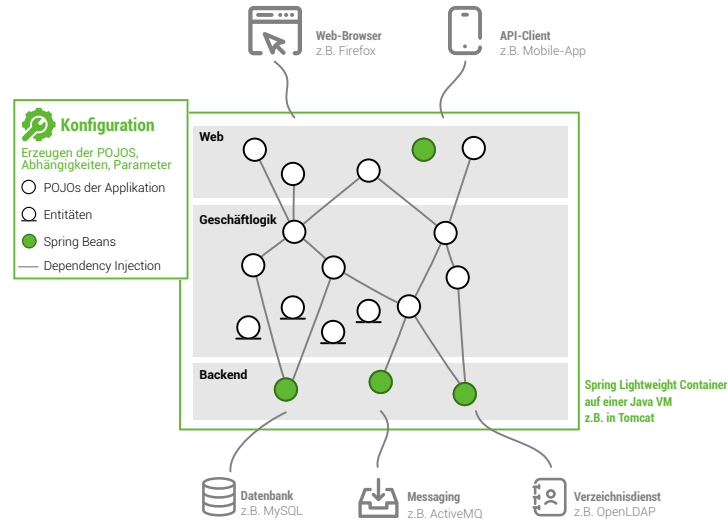 Web-Browser
z.B. Firefox
API-Client
z.B. Mobile-App
Konfiguration
Erzeugen der POJOS,
Abhängigkeiten, Parameter
POJOs der Applikation
Entitäten
Spring Beans
Dependency Injection
Web
Geschäftlogik
Backend
Spring Lightweight Container
auf einer Java VM
z.B. in Tomcat
Datenbank
z.B. MySQL
Messaging
z.B. ActiveMQ
Verzeichnisdienst
z.B. OpenLDAP